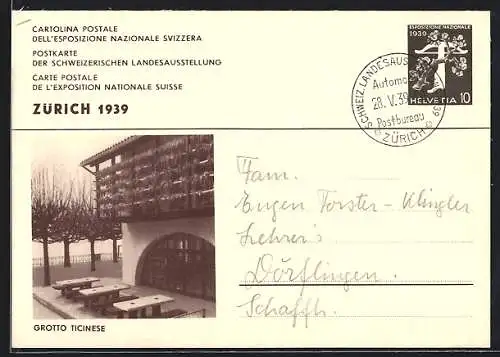 CARTOLINA POSTALE
DELL'ESPOSIZIONE NAZIONALE SVIZZERA
POSTKARTE
DER SCHWEIZERISCHEN LANDESAUSSTELLUNG
CARTE POSTALE
DE L'EXPOSITION NATIONALE SUISSE
ZÜRICH 1939
ESPOSIZIONE NAZIONALE
1939
HELVETIA 10
SCHWEIZ. LANDESAUS 39
Automo
28. V. 39
Postbureau
ZÜRICH
Fam.
Eugen Forster-Klingler
Lehrer's
Dörflingen.
Schaffh.
GROTTO TICINESE